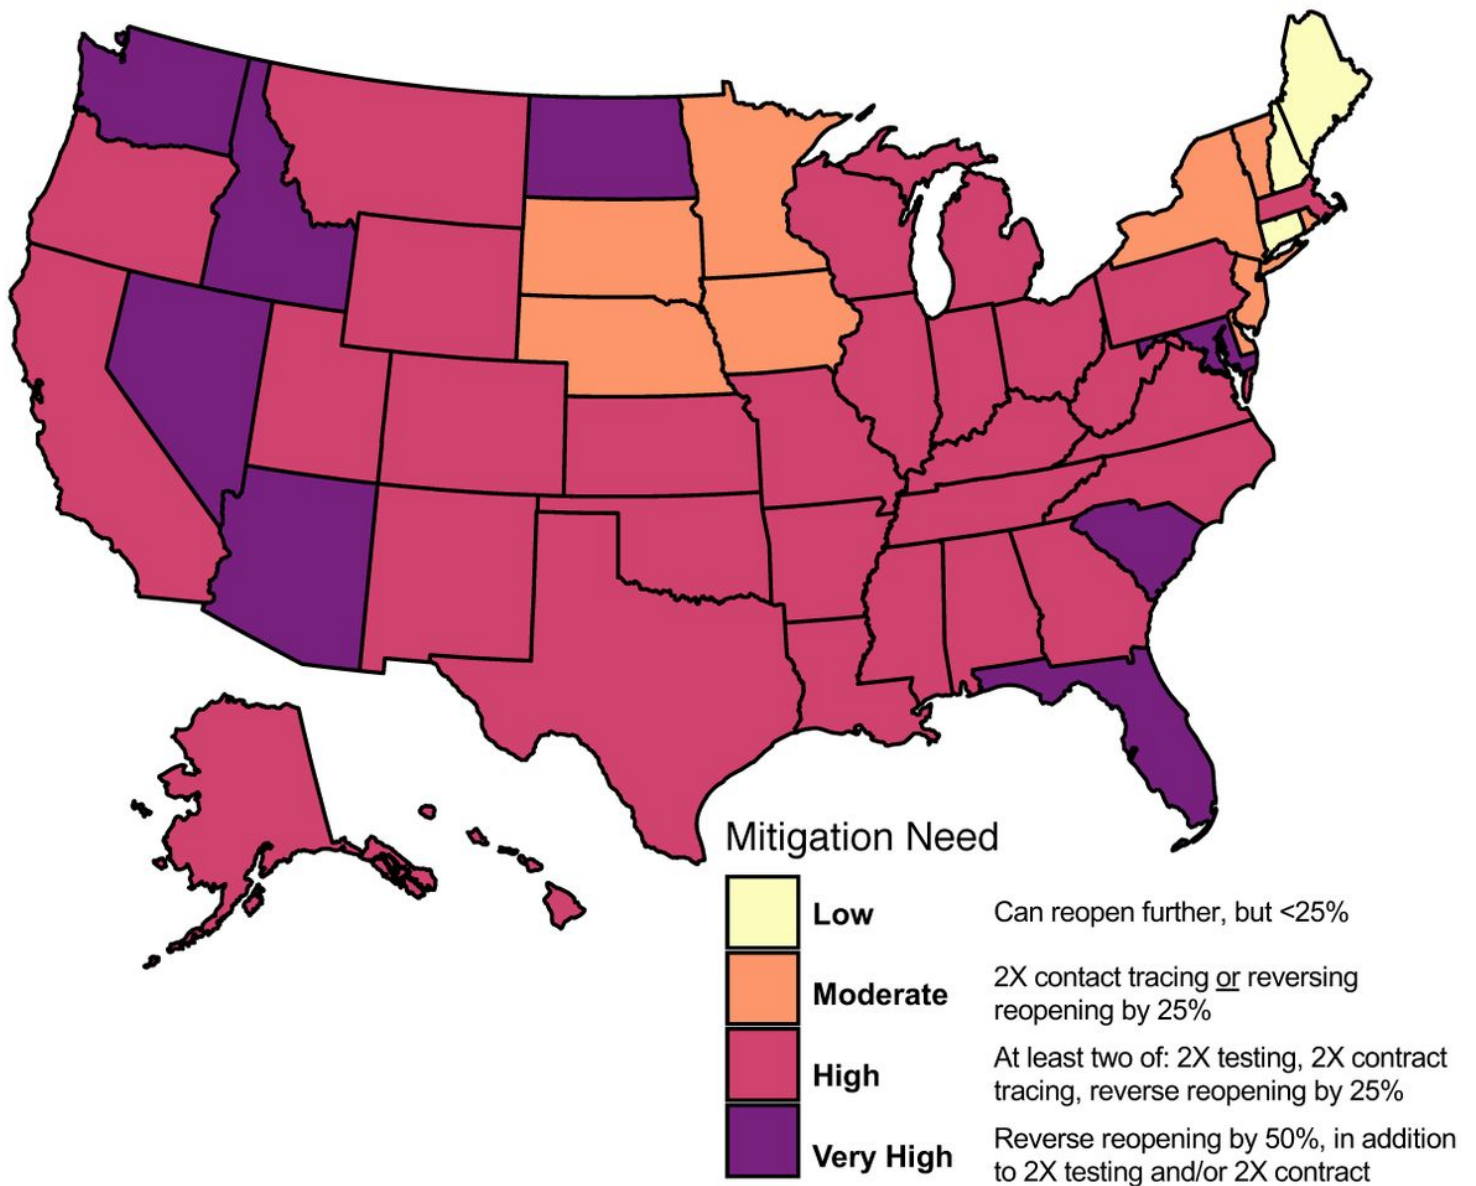 Mitigation Need
Low
Can reopen further, but <25%
Moderate
2X contact tracing or reversing
reopening by 25%
High
At least two of: 2X testing, 2X contract
tracing, reverse reopening by 25%
Very High
Reverse reopening by 50%, in addition
to 2X testing and/or 2X contract